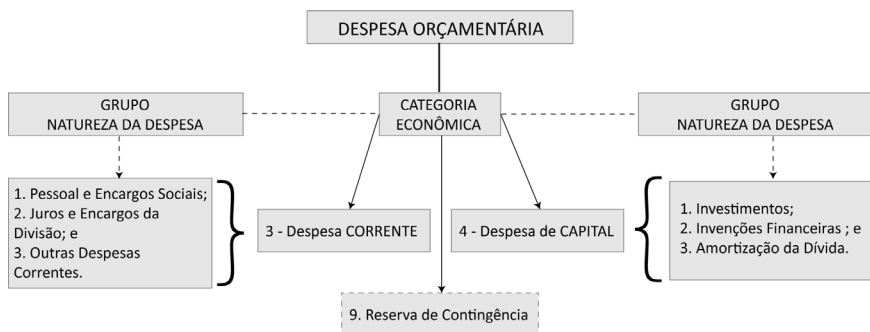 DESPESA ORÇAMENTÁRIA
GRUPO
NATUREZA DA DESPESA
CATEGORIA
ECONÔMICA
GRUPO
NATUREZA DA DESPESA
1. Pessoal e Encargos Sociais;
2. Juros e Encargos da
Divisão; e
3. Outras Despesas
Correntes.
3 - Despesa CORRENTE
4 - Despesa de CAPITAL
1. Investimentos;
2. Invenções Financeiras ; e
3. Amortização da Dívida.
9. Reserva de Contingência